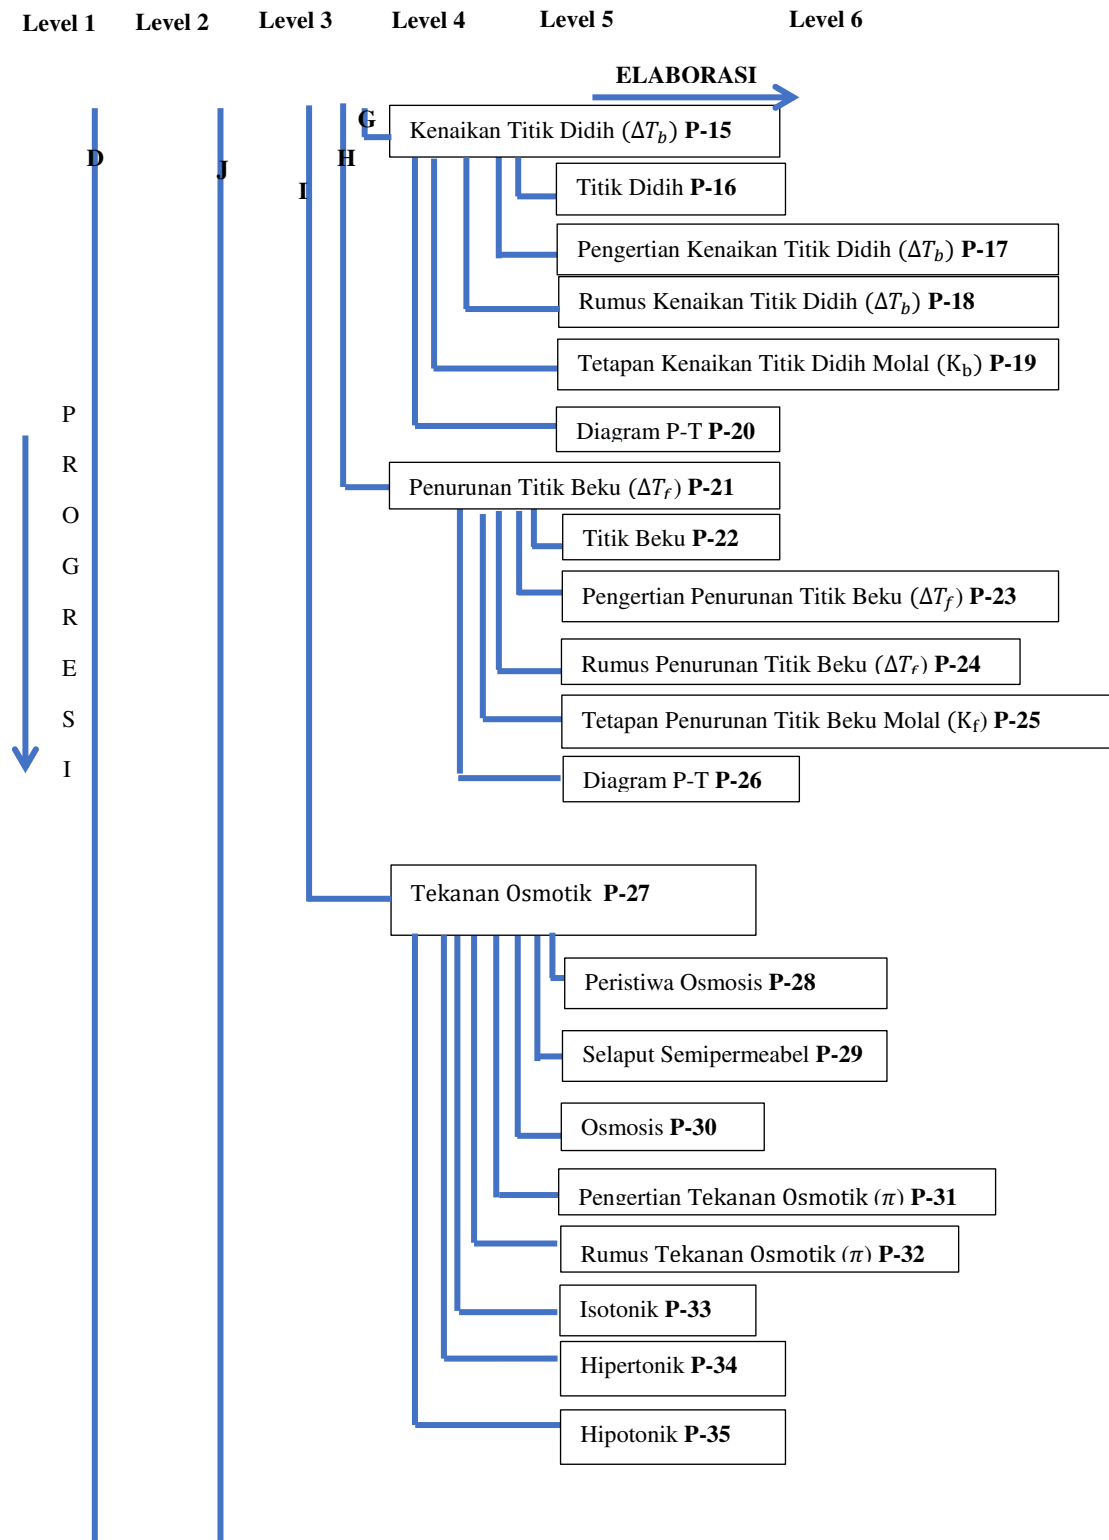 Level 1 Level 2 Level 3 Level 4 Level 5 Level 6
ELABORASI
G
Kenaikan Titik Didih (ΔT_b) P-15
D
H
J
I
Titik Didih P-16
Pengertian Kenaikan Titik Didih (ΔT_b) P-17
Rumus Kenaikan Titik Didih (ΔT_b) P-18
Tetapan Kenaikan Titik Didih Molal (K_b) P-19
Diagram P-T P-20
P
R
O
G
R
E
S
I
Penurunan Titik Beku (ΔT_f) P-21
Titik Beku P-22
Pengertian Penurunan Titik Beku (ΔT_f) P-23
Rumus Penurunan Titik Beku (ΔT_f) P-24
Tetapan Penurunan Titik Beku Molal (K_f) P-25
Diagram P-T P-26
Tekanan Osmotik P-27
Peristiwa Osmosis P-28
Selaput Semipermeabel P-29
Osmosis P-30
Pengertian Tekanan Osmotik (π) P-31
Rumus Tekanan Osmotik (π) P-32
Isotonik P-33
Hipertonik P-34
Hipotonik P-35